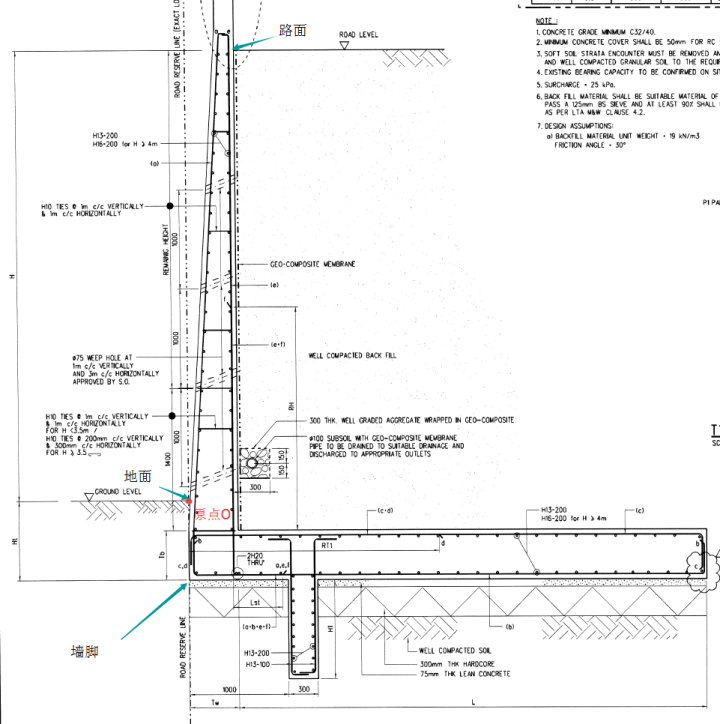 路面
ROAD LEVEL
ROAD RESERVE LINE (EXACT LO
NOTE :
1. CONCRETE GRADE MINIMUM C32/40.
2. MINIMUM CONCRETE COVER SHALL BE 50mm FOR RC
3. SOFT SOIL STRATA ENCOUNTER MUST BE REMOVED AN
AND WELL COMPACTED GRANULAR SOIL TO THE REQUI
4. EXISTING BEARING CAPACITY TO BE CONFIRMED ON SIT
5. SURCHARGE = 25 kPa.
6. BACK FILL MATERIAL SHALL BE SUITABLE MATERIAL OF
PASS A 125mm BS SIEVE AND AT LEAST 90% SHALL
AS PER LTA M&W CLAUSE 4.2.
7. DESIGN ASSUMPTIONS:
a) BACKFILL MATERIAL UNIT WEIGHT = 19 kN/m3
FRICTION ANGLE = 30°
H13-200
H16-200 for H ≥ 4m
(a)
P1 PA
H10 TIES @ 1m c/c VERTICALLY
& 1m c/c HORIZONTALLY
REMAINING HEIGHT
1000
H
GEO-COMPOSITE MEMBRANE
(e)
f
1000
(e+f)
ø75 WEEP HOLE AT
1m c/c VERTICALLY
AND 3m c/c HORIZONTALLY
APPROVED BY S.O.
WELL COMPACTED BACK FILL
RH
H10 TIES @ 1m c/c VERTICALLY
& 1m c/c HORIZONTALLY
FOR H <3.5m /
H10 TIES @ 200mm c/c VERTICALLY
& 300mm c/c HORIZONTALLY
FOR H ≥ 3.5
1000
1400
300 THK. WELL GRADED AGGREGATE WRAPPED IN GEO-COMPOSITE
ø100 SUBSOIL WITH GEO-COMPOSITE MEMBRANE
PIPE TO BE DRAINED TO SUITABLE DRAINAGE AND
DISCHARGED TO APPROPRIATE OUTLETS
150
150
300
地面
GROUND LEVEL
原点O
(c+d)
H13-200
H16-200 for H ≥ 4m
(c)
Ht
Tb
b
RT1
d
b
2H20
THRU'
c,d
a,e,f
c
墙脚
Lst
(a+b+e+f)
H1
(b)
ROAD RESERVE LINE
H13-200
H13-100
WELL COMPACTED SOIL
300mm THK HARDCORE
75mm THK LEAN CONCRETE
1000
300
Tw
L